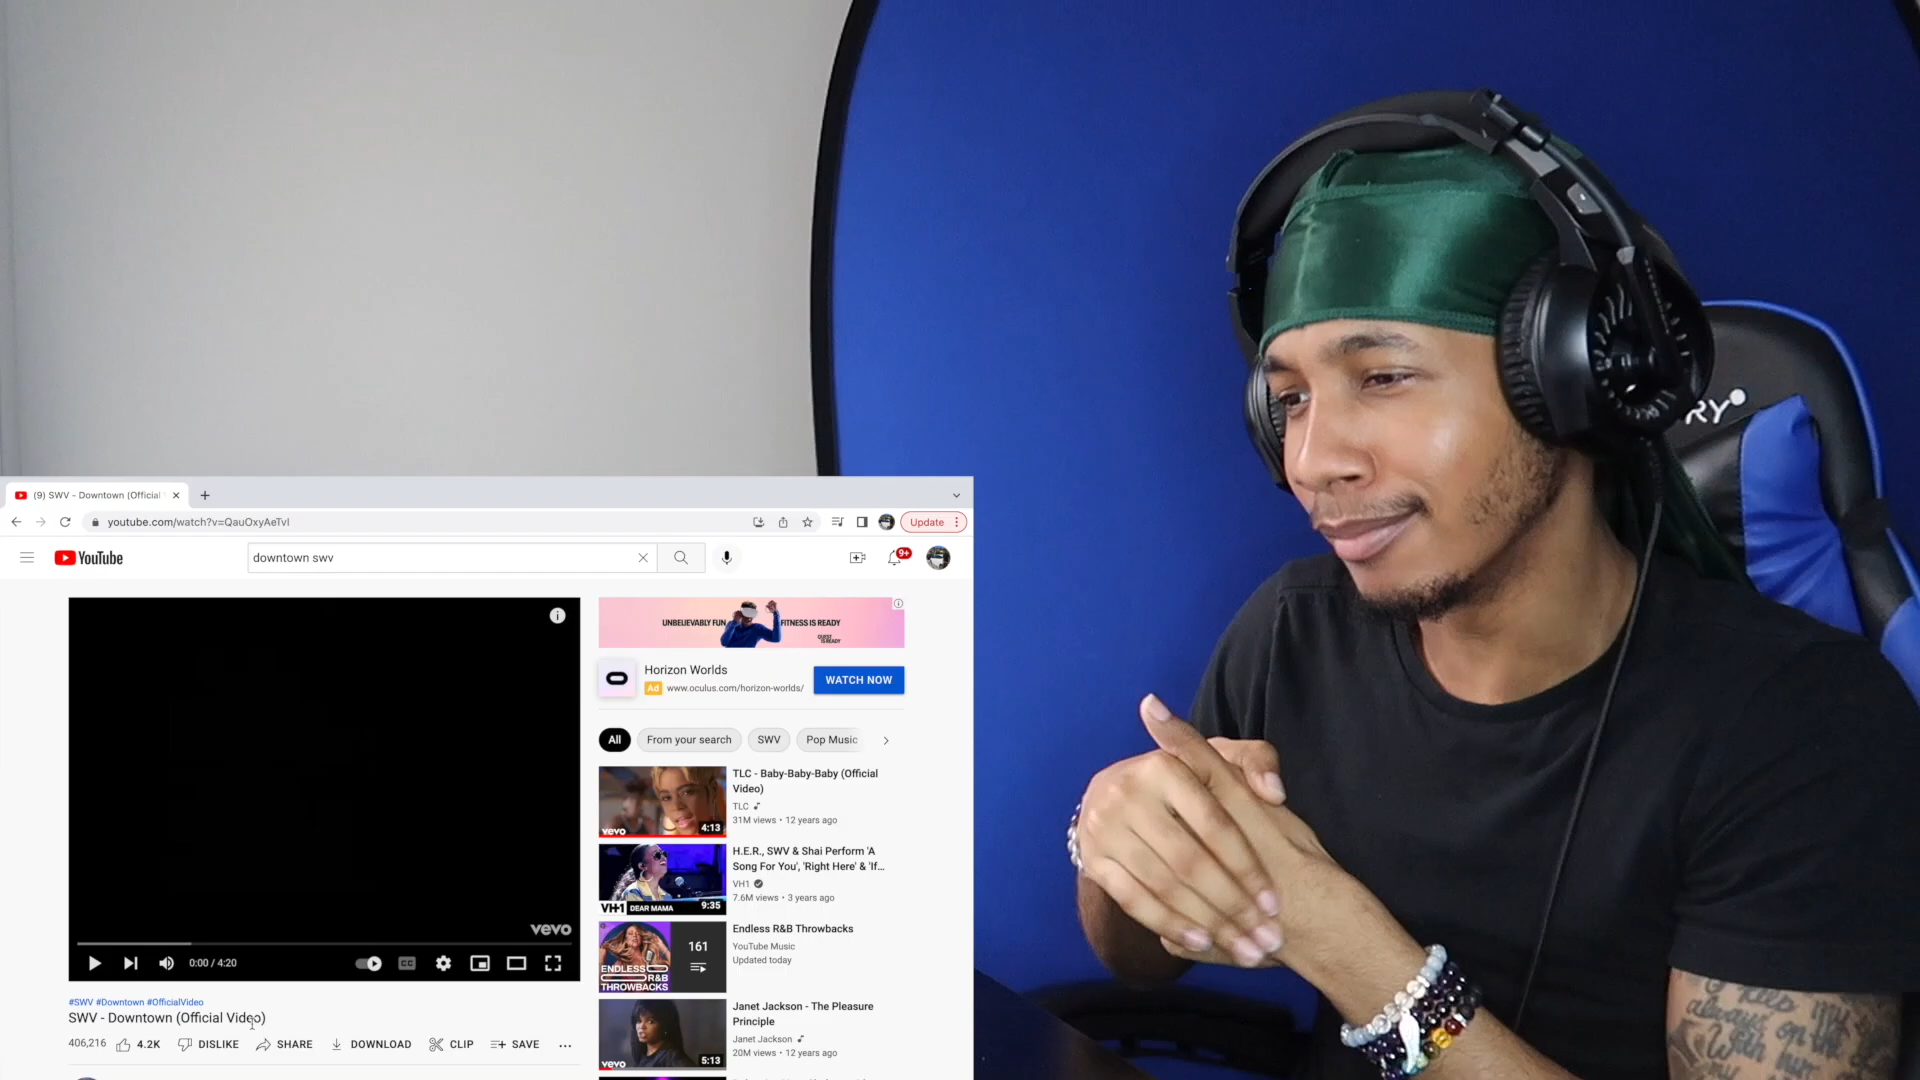 RY
(9) SWV - Downtown (Official
youtube.com/watch?v=QauOxyAeTvI
Update
YouTube
downtown swv
9+
vevo
0:00 / 4:20
CC
#SWV #Downtown #OfficialVideo
SWV - Downtown (Official Video)
406,216
4.2K
DISLIKE
SHARE
DOWNLOAD
CLIP
SAVE
UNBELIEVABLY FUN
FITNESS IS READY
QUEST
IS READY
Horizon Worlds
Ad
www.oculus.com/horizon-worlds/
WATCH NOW
All
From your search
SWV
Pop Music
vevo
4:13
TLC - Baby-Baby-Baby (Official
Video)
TLC
31M views • 12 years ago
VH1
DEAR MAMA
9:35
H.E.R., SWV & Shai Perform 'A
Song For You', 'Right Here' & 'If...
VH1
7.6M views • 3 years ago
ENDLESS
R&B
THROWBACKS
161
Endless R&B Throwbacks
YouTube Music
Updated today
vevo
5:13
Janet Jackson - The Pleasure
Principle
Janet Jackson
20M views • 12 years ago